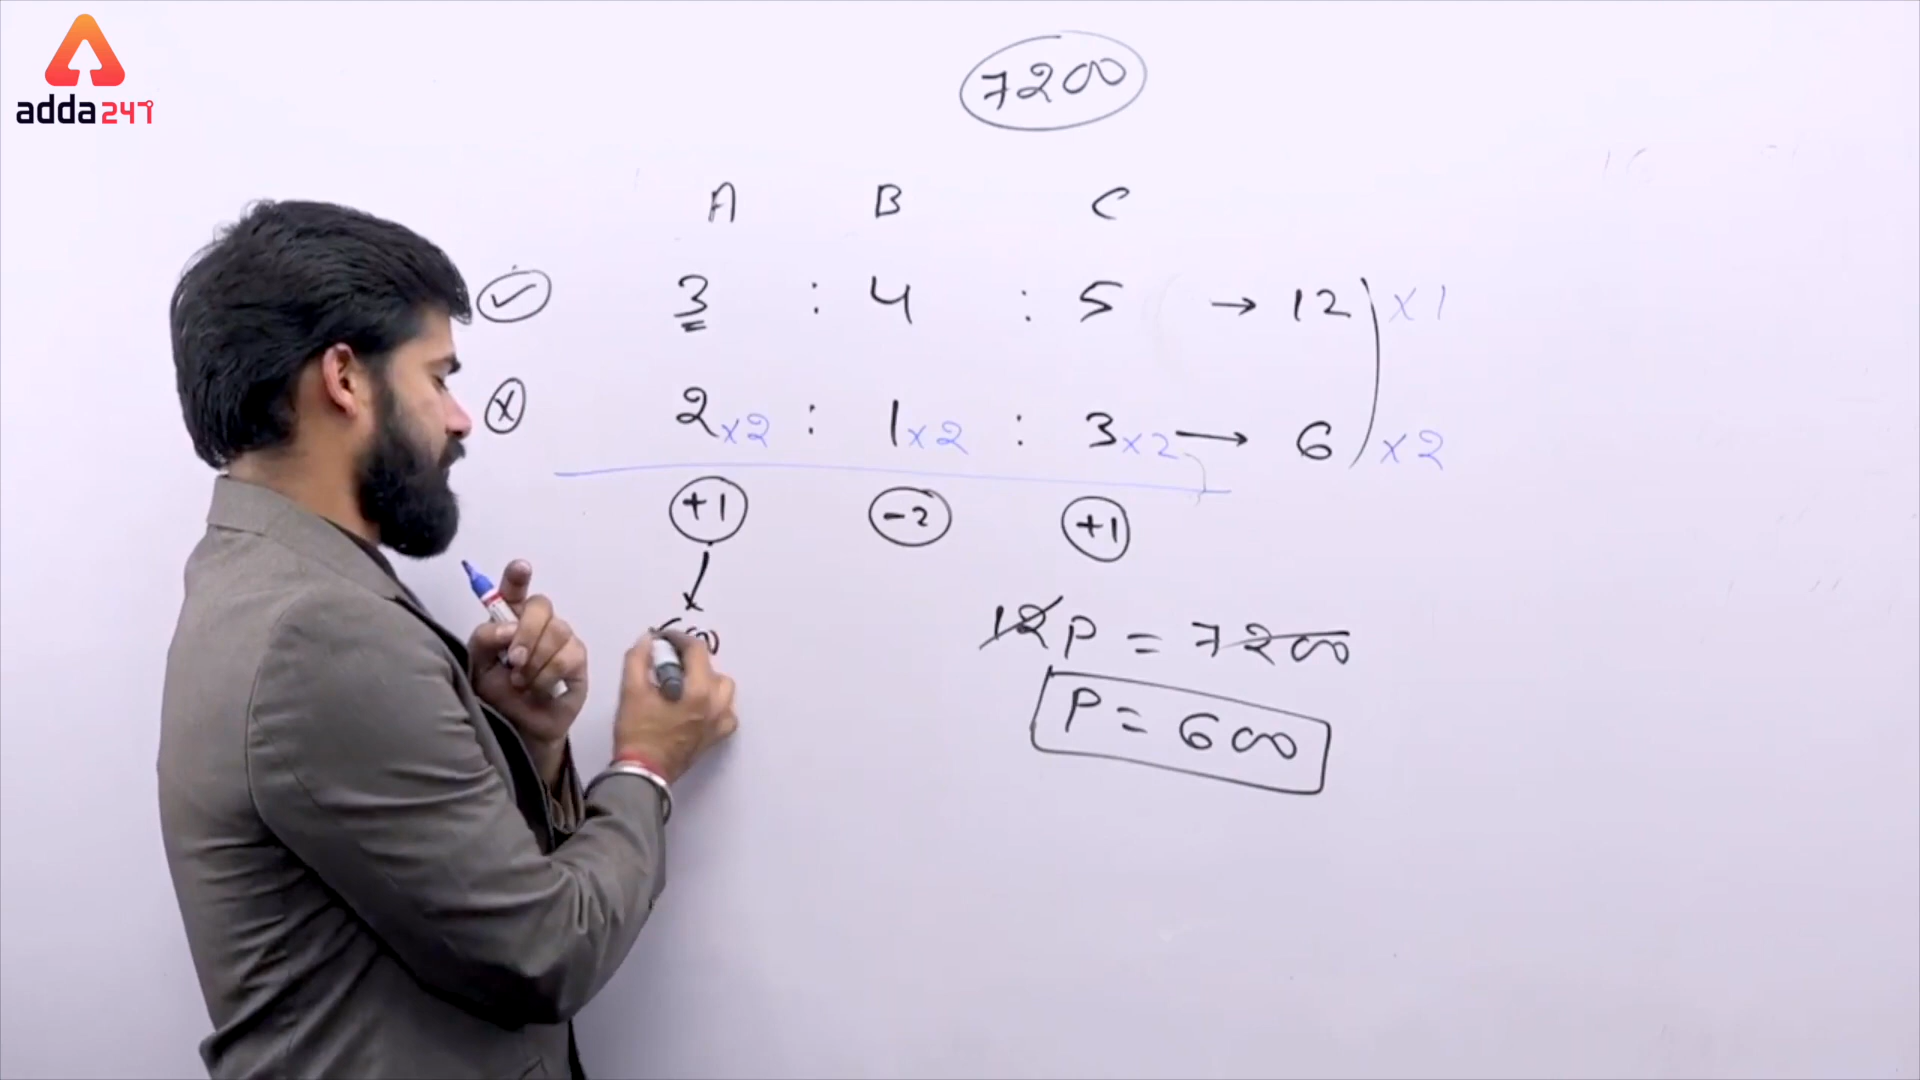 adda247
7200
A B C
✓ 3 : 4 : 5 → 12 ×1
x 2×2 : 1×2 : 3×2 → 6 ×2
+1 -2 +1
12P = 7200
P = 600